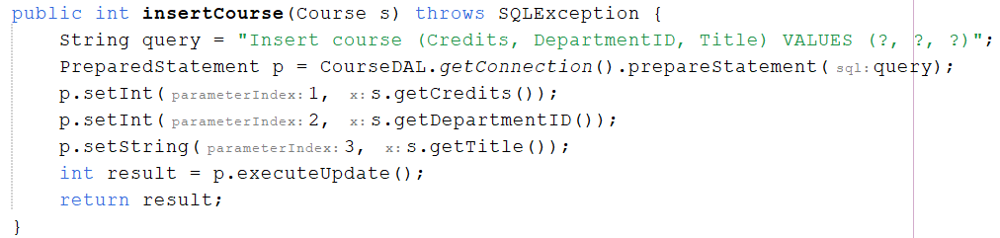 public int insertCourse(Course s) throws SQLException {
    String query = "Insert course (Credits, DepartmentID, Title) VALUES (?, ?, ?)";
    PreparedStatement p = CourseDAL.getConnection().prepareStatement( sql: query);
    p.setInt( parameterIndex: 1,  x: s.getCredits());
    p.setInt( parameterIndex: 2,  x: s.getDepartmentID());
    p.setString( parameterIndex: 3,  x: s.getTitle());
    int result = p.executeUpdate();
    return result;
}